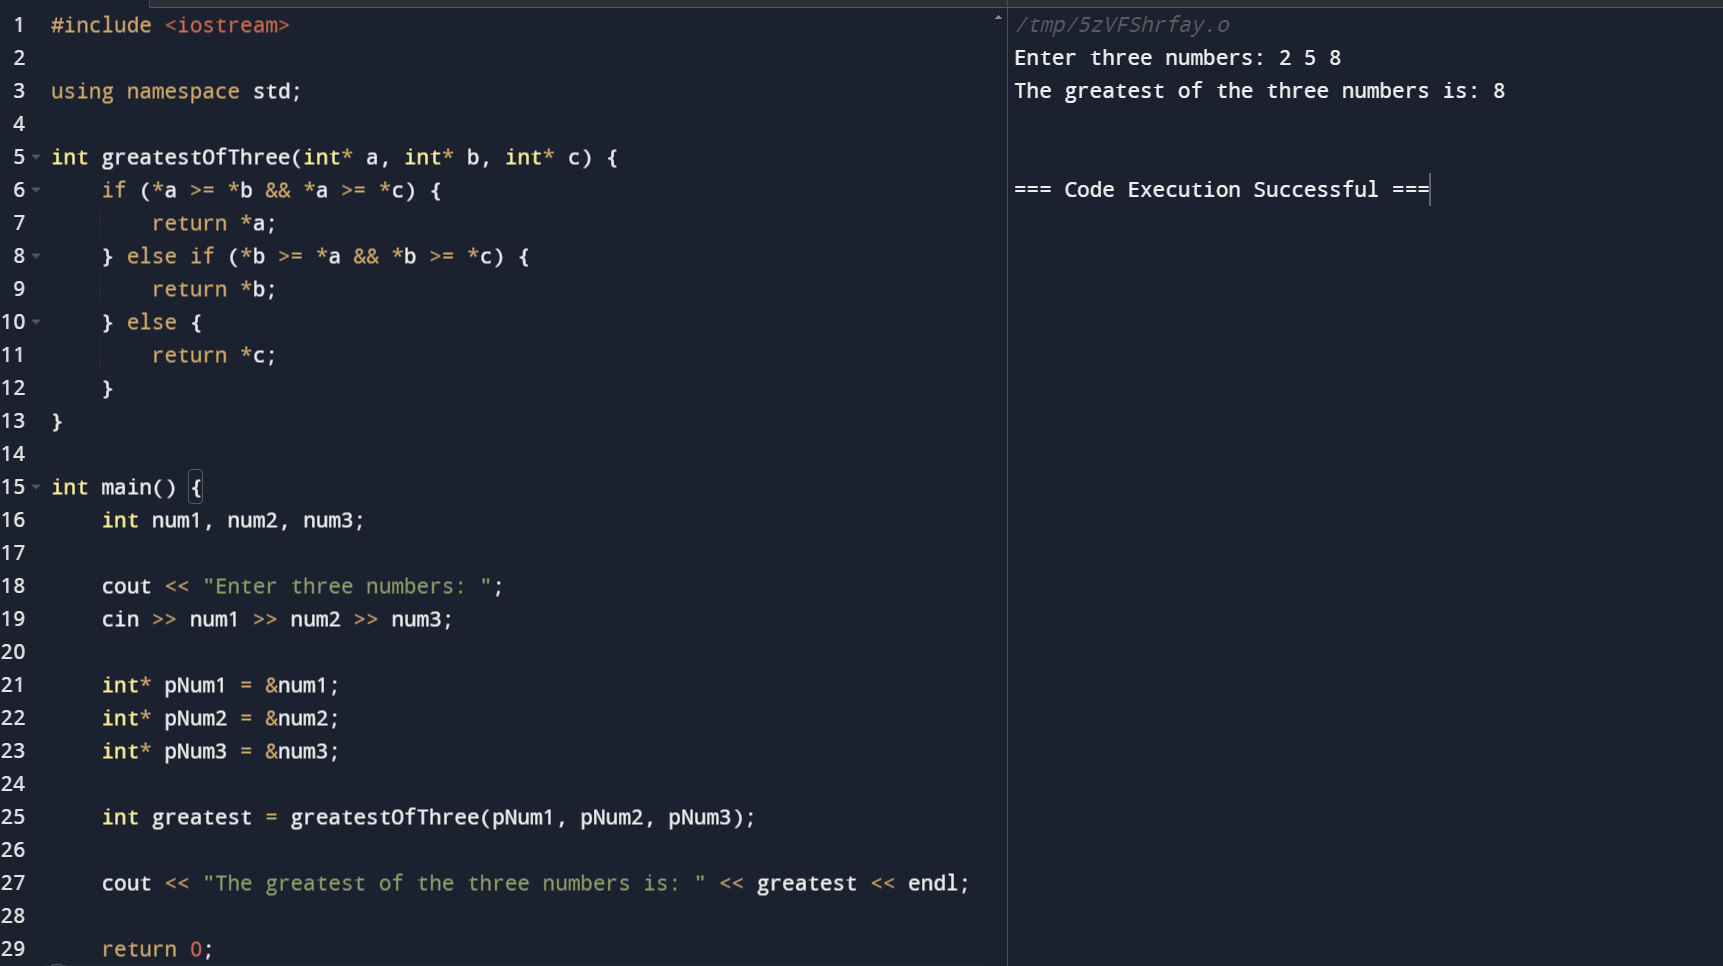 1 #include <iostream>
2
3 using namespace std;
4
5 int greatestOfThree(int* a, int* b, int* c) {
6     if (*a >= *b && *a >= *c) {
7         return *a;
8     } else if (*b >= *a && *b >= *c) {
9         return *b;
10     } else {
11         return *c;
12     }
13 }
14
15 int main() {
16     int num1, num2, num3;
17
18     cout << "Enter three numbers: ";
19     cin >> num1 >> num2 >> num3;
20
21     int* pNum1 = &num1;
22     int* pNum2 = &num2;
23     int* pNum3 = &num3;
24
25     int greatest = greatestOfThree(pNum1, pNum2, pNum3);
26
27     cout << "The greatest of the three numbers is: " << greatest << endl;
28
29     return 0;
/tmp/5zVFShrfay.o
Enter three numbers: 2 5 8
The greatest of the three numbers is: 8
=== Code Execution Successful ===